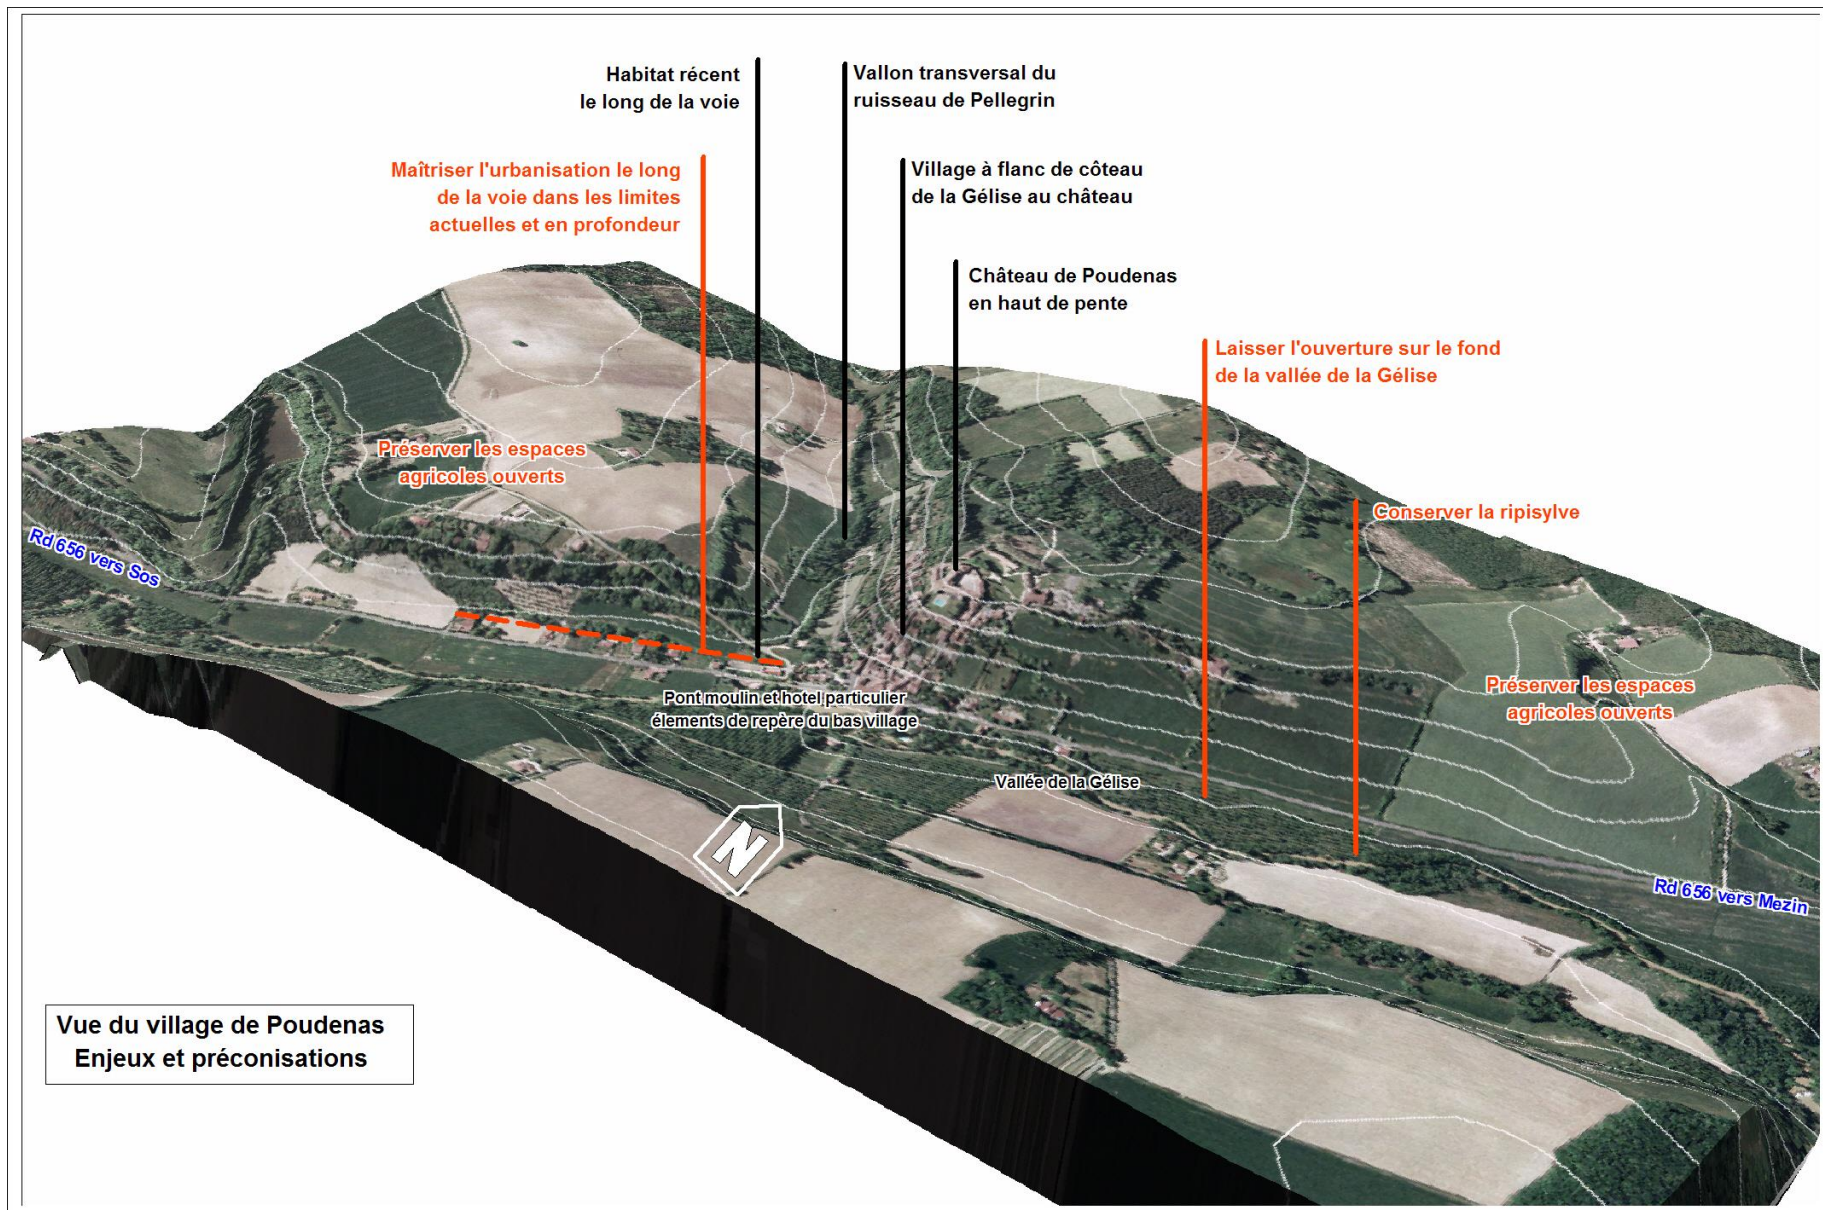 Habitat récent
le long de la voie
Vallon transversal du
ruisseau de Pellegrin
Maîtriser l'urbanisation le long
de la voie dans les limites
actuelles et en profondeur
Village à flanc de côteau
de la Gélise au château
Château de Poudenas
en haut de pente
Laisser l'ouverture sur le fond
de la vallée de la Gélise
Préserver les espaces
agricoles ouverts
Conserver la ripisylve
Rd 656 vers Sos
Pont moulin et hotel particulier
élements de repère du bas village
Préserver les espaces
agricoles ouverts
Vallée de la Gélise
N
Rd 656 vers Mezin
Vue du village de Poudenas
Enjeux et préconisations